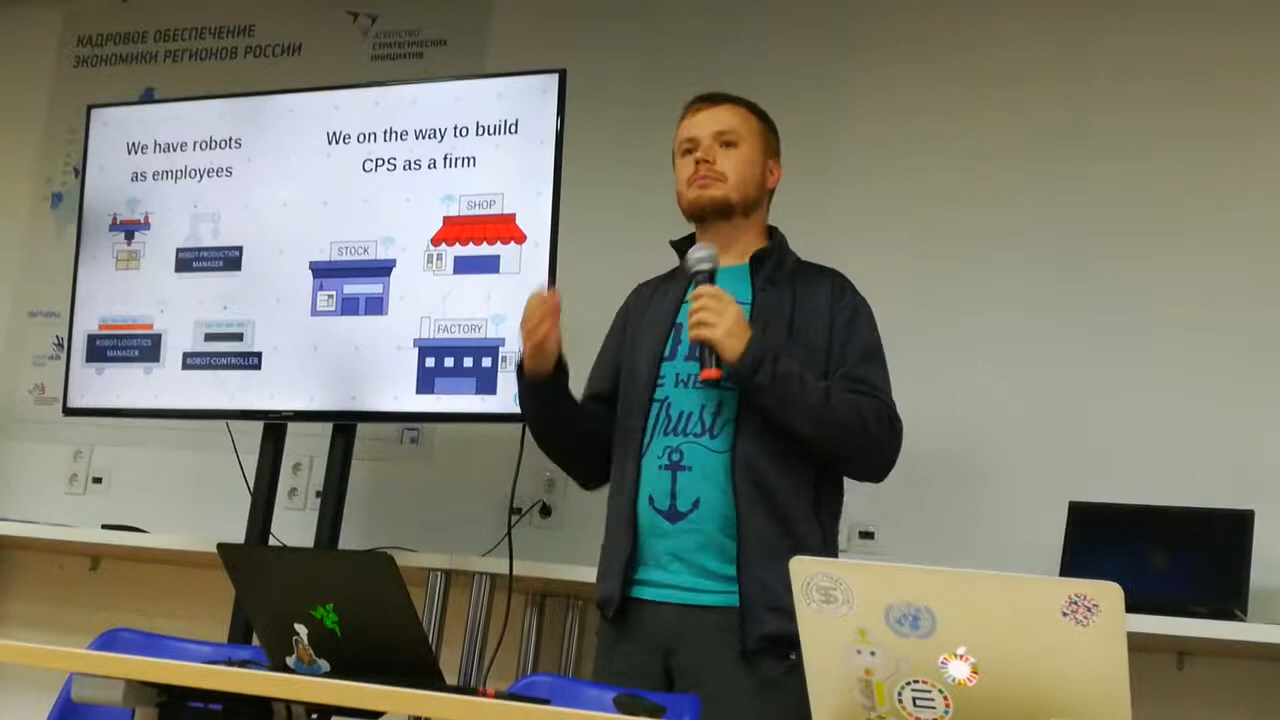 КАДРОВОЕ ОБЕСПЕЧЕНИЕ
ЭКОНОМИКИ РЕГИОНОВ РОССИИ
АГЕНТСТВО
СТРАТЕГИЧЕСКИХ
ИНИЦИАТИВ
We have robots
as employees
We on the way to build
CPS as a firm
ROBOT-PRODUCTION
MANAGER
ROBOT-LOGISTICS
MANAGER
ROBOT-CONTROLLER
STOCK
SHOP
FACTORY
WE
Trust
E